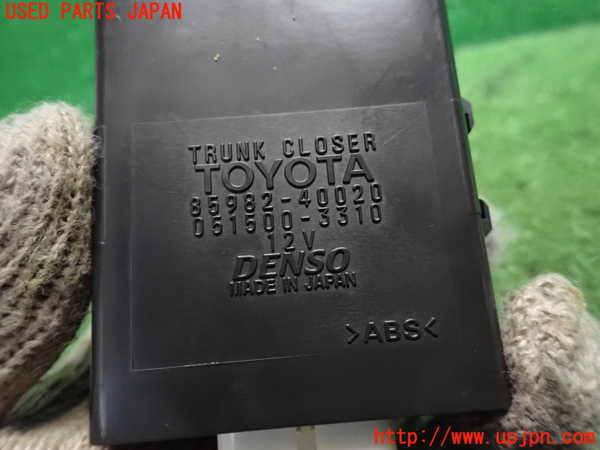 USED PARTS JAPAN
TRUNK CLOSER
TOYOTA
85982-40020
051500-3310
12V
DENSO
MADE IN JAPAN
>ABS<
http://www.upjpn.com/